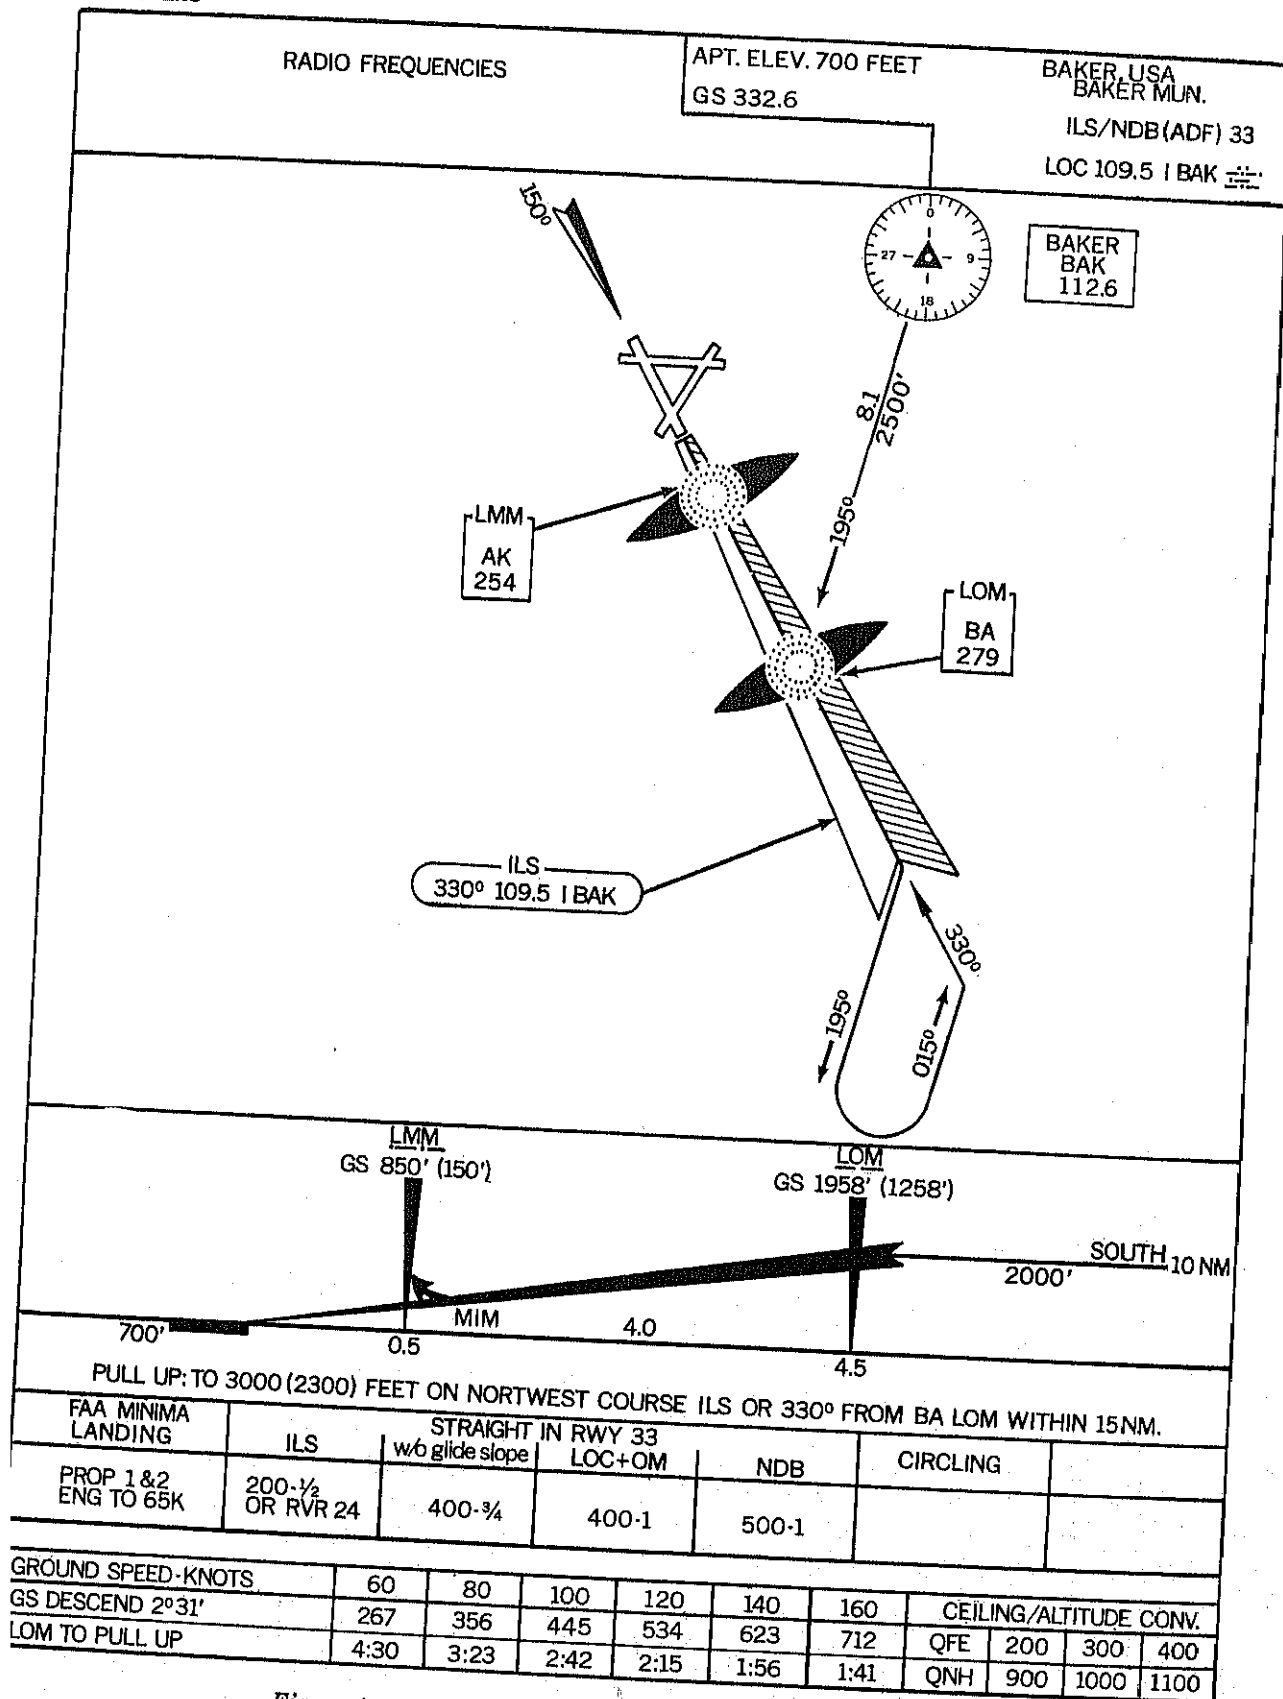 RADIO FREQUENCIES
APT. ELEV. 700 FEET
GS 332.6
BAKER, USA
BAKER MUN.
ILS/NDB(ADF) 33
LOC 109.5 I BAK
150°
0
27
9
18
BAKER
BAK
112.6
8.1
2500'
195°
LMM
AK
254
LOM
BA
279
ILS
330° 109.5 I BAK
330°
195°
015°
LMM
GS 850' (150')
LOM
GS 1958' (1258')
SOUTH 10 NM
2000'
MIM
700'
0.5
4.0
4.5
PULL UP: TO 3000 (2300) FEET ON NORTWEST COURSE ILS OR 330° FROM BA LOM WITHIN 15NM.
FAA MINIMA
LANDING
STRAIGHT IN RWY 33
ILS
w/o glide slope
LOC+OM
NDB
CIRCLING
PROP 1 & 2
ENG TO 65K
200-½
OR RVR 24
400-¾
400-1
500-1
GROUND SPEED-KNOTS 60 80 100 120 140 160 CEILING/ALTITUDE CONV.
GS DESCEND 2°31' 267 356 445 534 623 712 QFE 200 300 400
LOM TO PULL UP 4:30 3:23 2:42 2:15 1:56 1:41 QNH 900 1000 1100